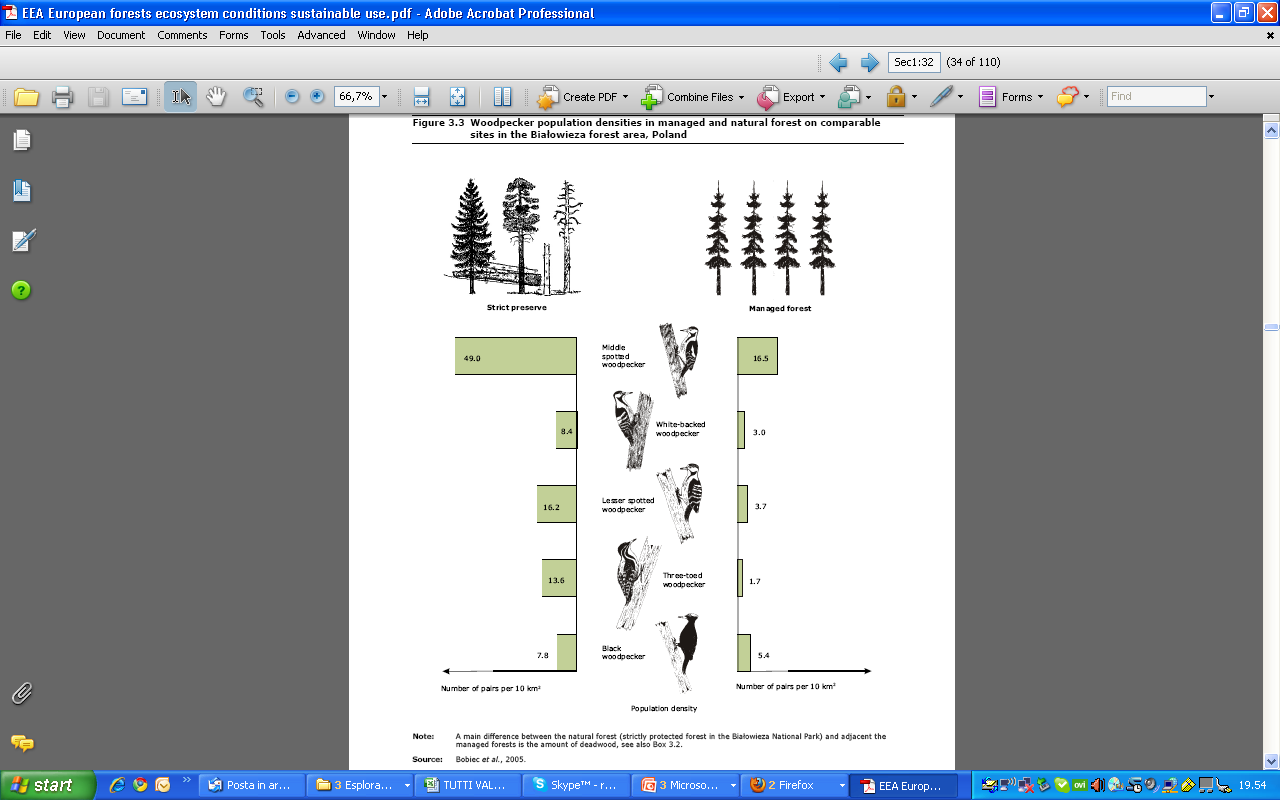 EEA European forests ecosystem conditions sustainable use.pdf - Adobe Acrobat Professional
File Edit View Document Comments Forms Tools Advanced Window Help
Sec1:32 (34 of 110)
66,7% Create PDF Combine Files Export Forms Find
Figure 3.3 Woodpecker population densities in managed and natural forest on comparable
sites in the Białowieza forest area, Poland
Strict preserve
Managed forest
49.0
Middle
spotted
woodpecker
16.5
8.4
White-backed
woodpecker
3.0
16.2
Lesser spotted
woodpecker
3.7
13.6
Three-toed
woodpecker
1.7
7.8
Black
woodpecker
5.4
Number of pairs per 10 km²
Number of pairs per 10 km²
Population density
Note: A main difference between the natural forest (strictly protected forest in the Białowieza National Park) and adjacent the
managed forests is the amount of deadwood, see also Box 3.2.
Source: Bobiec et al., 2005.
start Posta in ar... 3 Esplora... TUTTI VAL... Skype™ - r... 3 Microso... 2 Firefox EEA Europ... ovi 19.54